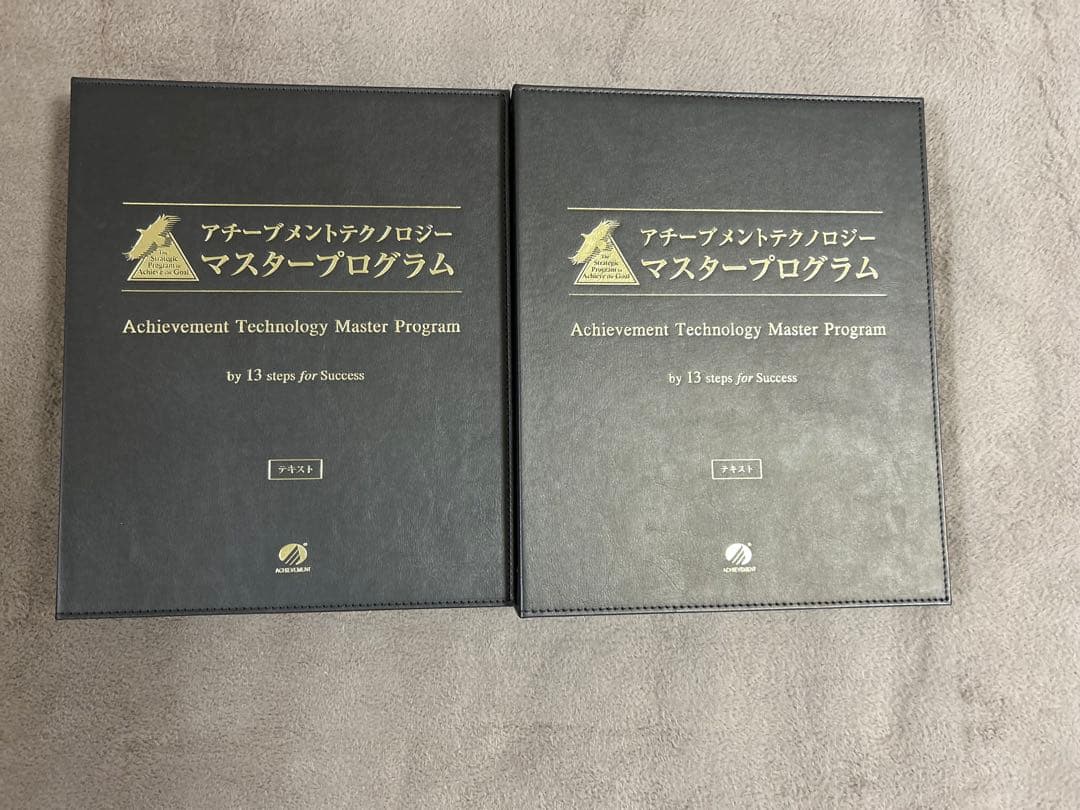 アチーブメントテクノロジー
マスタープログラム
The
Strategic
Program to
Achieve the Goal
Achievement Technology Master Program
by 13 steps for Success
テキスト
ACHIEVEMENT
アチーブメントテクノロジー
マスタープログラム
The
Strategic
Program to
Achieve the Goal
Achievement Technology Master Program
by 13 steps for Success
テキスト
ACHIEVEMENT